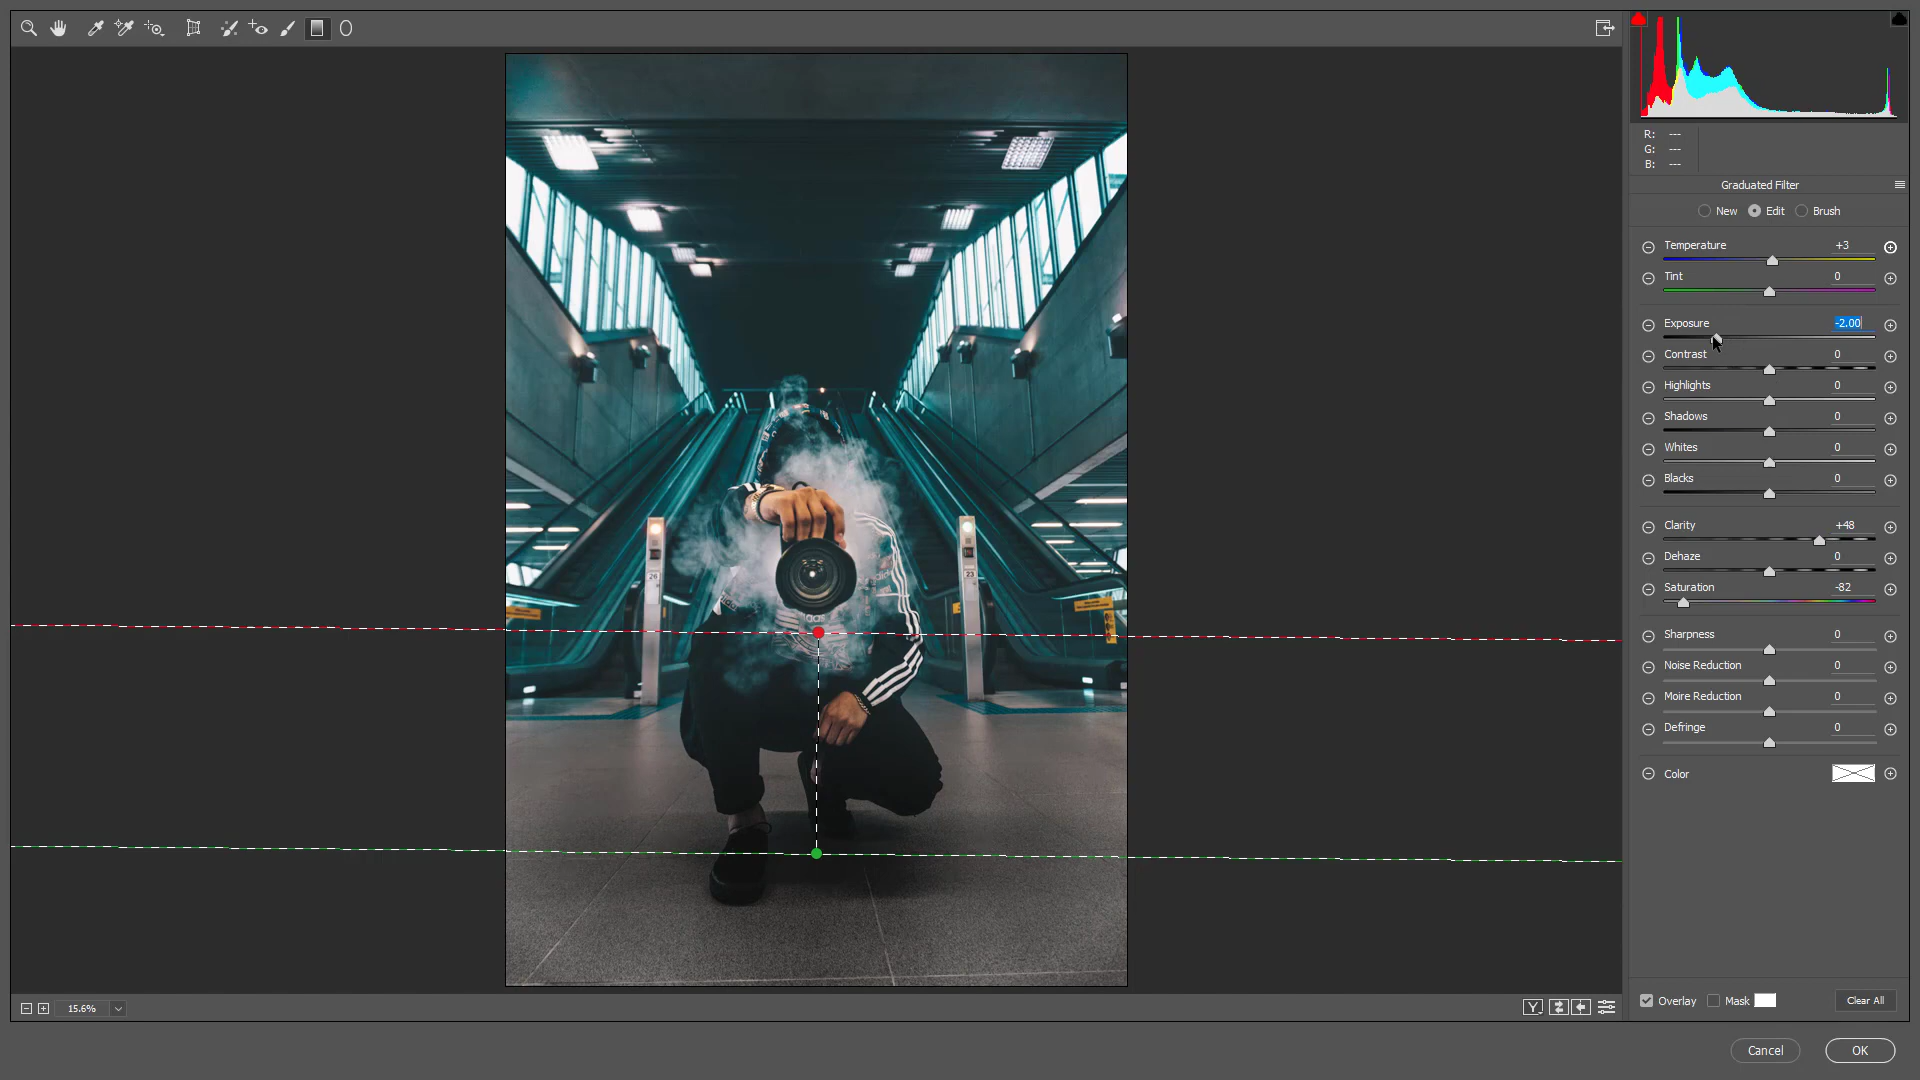 R: ---
G: ---
B: ---
Graduated Filter
New Edit Brush
Temperature +3
Tint 0
Exposure -2.00
Contrast 0
Highlights 0
Shadows 0
Whites 0
Blacks 0
Clarity +48
Dehaze 0
Saturation -82
Sharpness 0
Noise Reduction 0
Moire Reduction 0
Defringe 0
Color
26
23
15.6%
Y
Overlay Mask Clear All
Cancel OK